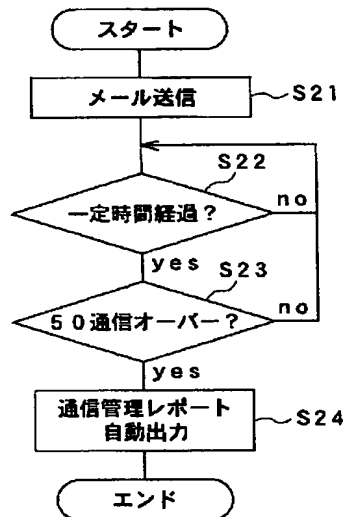 スタート
メール送信
S21
S22
一定時間経過?
no
yes
S23
50通信オーバー?
no
yes
通信管理レポート
自動出力
S24
エンド